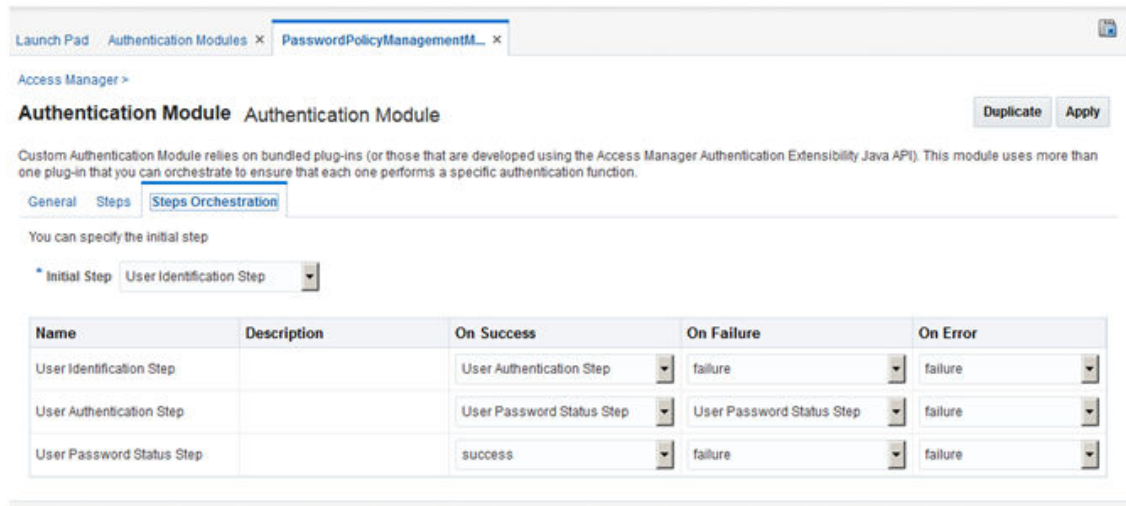 Launch Pad Authentication Modules × PasswordPolicyManagementM... ×
Access Manager >
Authentication Module Authentication Module Duplicate Apply
Custom Authentication Module relies on bundled plug-ins (or those that are developed using the Access Manager Authentication Extensibility Java API). This module uses more than
one plug-in that you can orchestrate to ensure that each one performs a specific authentication function.
General Steps Steps Orchestration
You can specify the initial step
* Initial Step User Identification Step
Name Description On Success On Failure On Error
User Identification Step User Authentication Step failure failure
User Authentication Step User Password Status Step User Password Status Step failure
User Password Status Step success failure failure